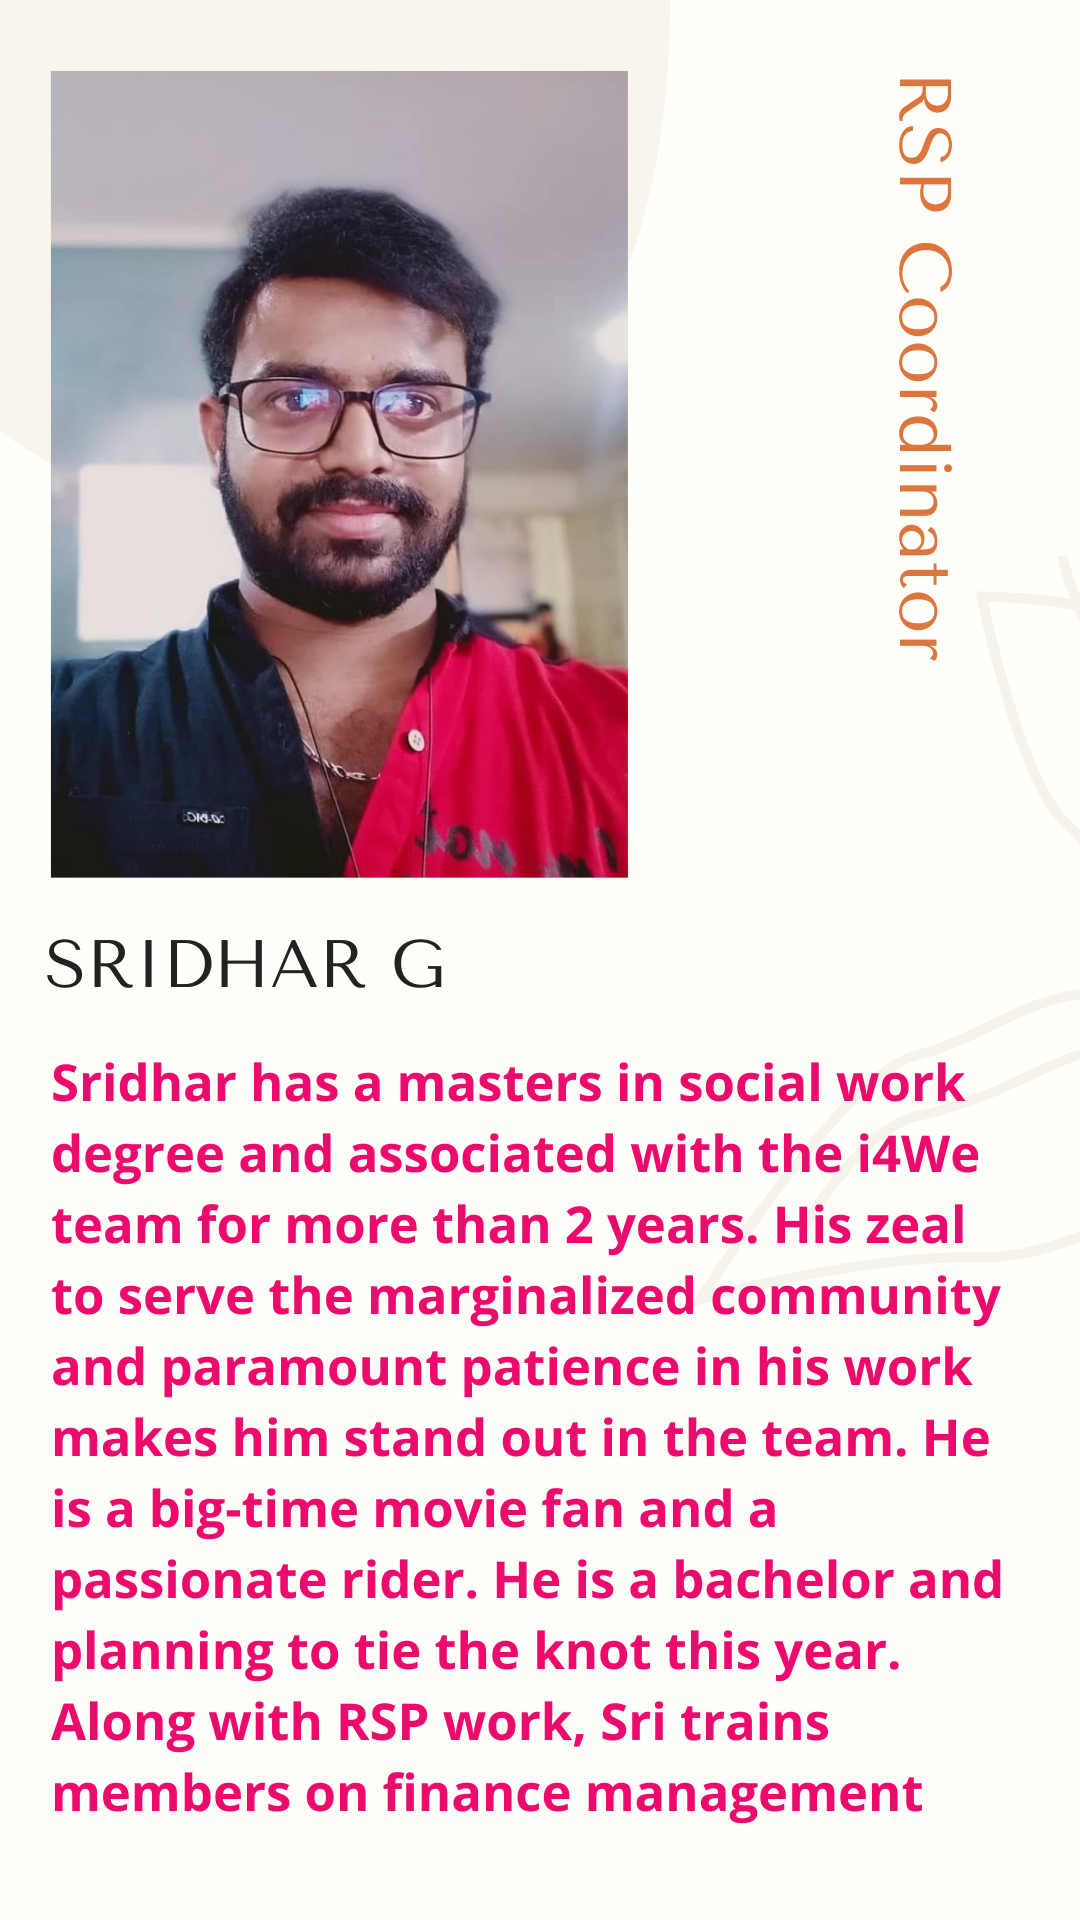 RSP Coordinator
SRIDHAR G
Sridhar has a masters in social work
degree and associated with the i4We
team for more than 2 years. His zeal
to serve the marginalized community
and paramount patience in his work
makes him stand out in the team. He
is a big-time movie fan and a
passionate rider. He is a bachelor and
planning to tie the knot this year.
Along with RSP work, Sri trains
members on finance management